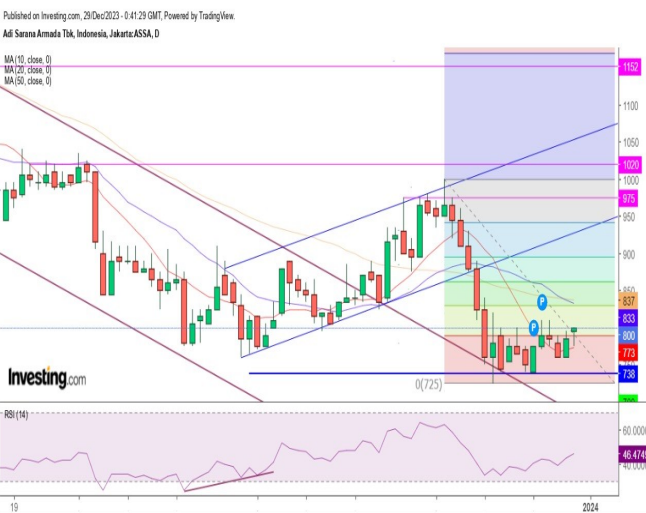 Published on Investing.com, 29/Dec/2023 - 0:41:29 GMT, Powered by TradingView.
Adi Sarana Armada Tbk, Indonesia, Jakarta:ASSA, D
MA (10, close, 0)
MA (20, close, 0)
MA (50, close, 0)
1152
1100
1050
1020
1000
975
950
900
837
833
P
P
800
773
738
0(725)
Investing.com
RSI (14)
60.0000
46.4749
40.0000
19
2024